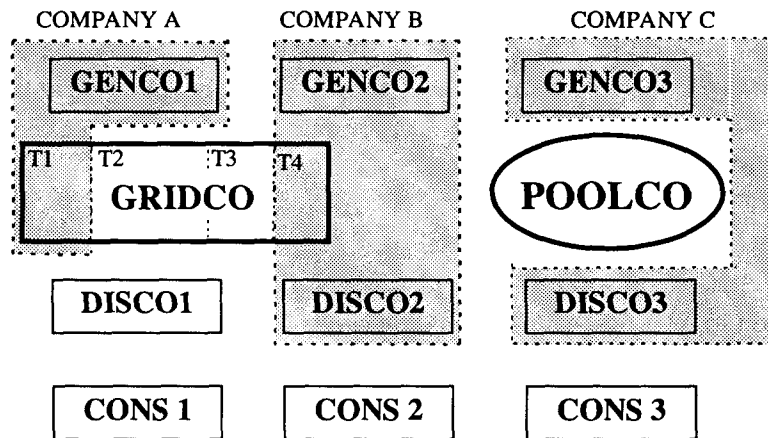 COMPANY A COMPANY B COMPANY C
GENCO1 GENCO2 GENCO3
T1 T2 T3 T4
GRIDCO POOLCO
DISCO1 DISCO2 DISCO3
CONS 1 CONS 2 CONS 3